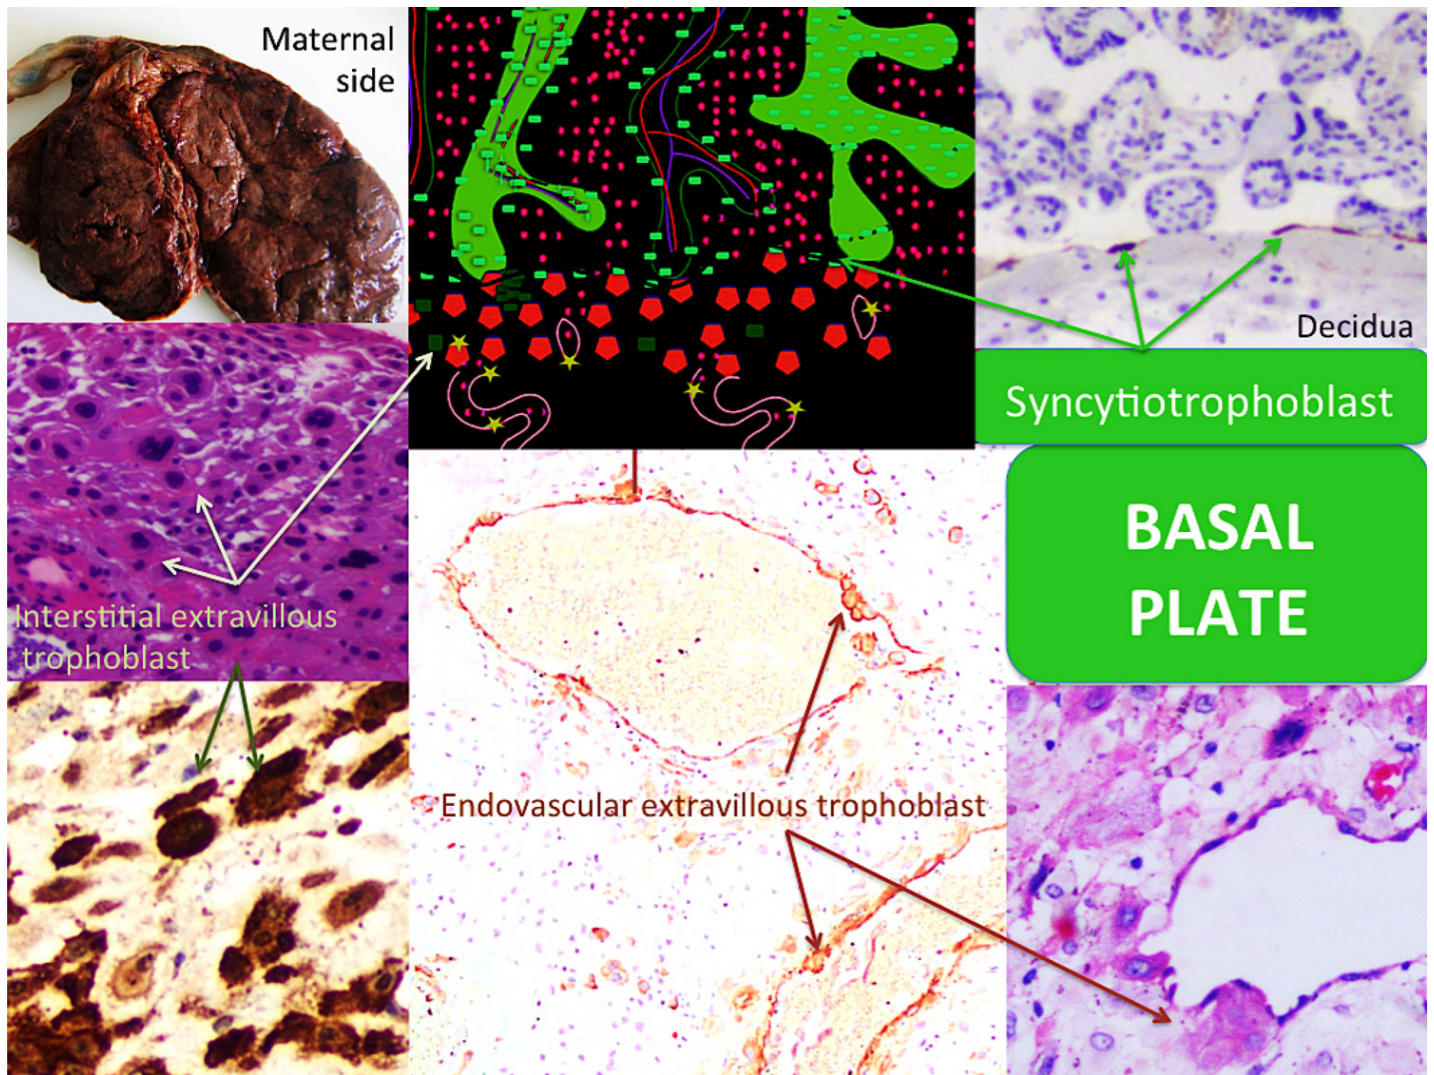 Maternal
side
Decidua
Syncytiotrophoblast
BASAL
PLATE
Interstitial extravillous
trophoblast
Endovascular extravillous trophoblast